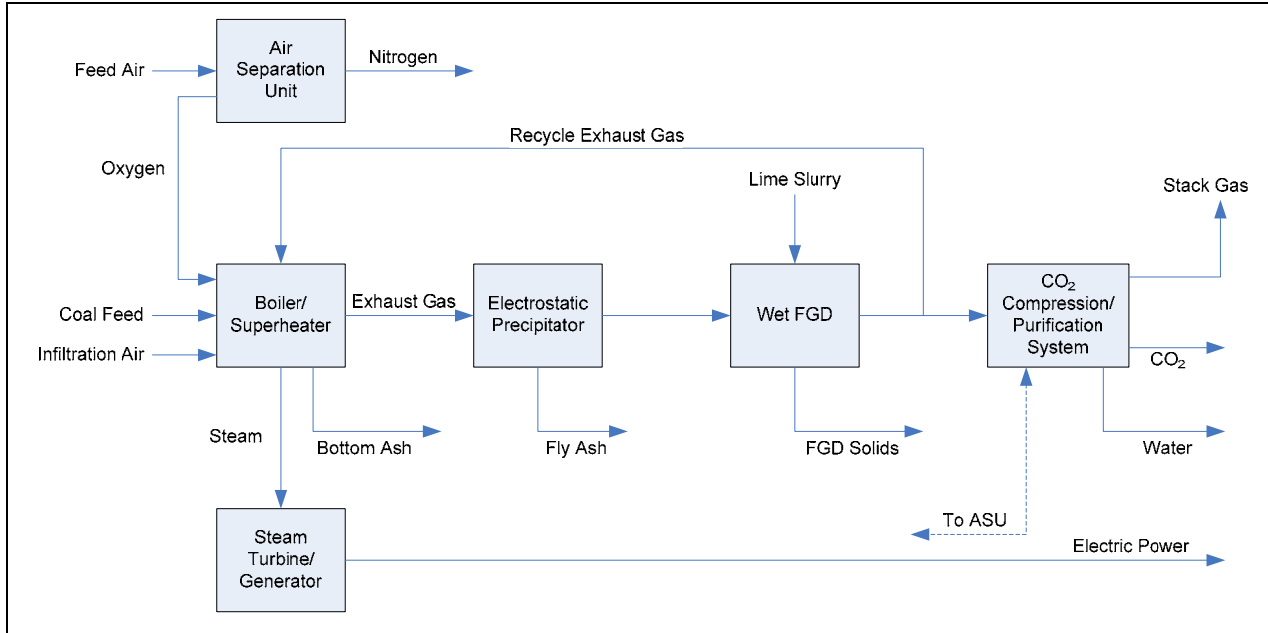 Air
Separation
Unit
Feed Air
Nitrogen
Oxygen
Recycle Exhaust Gas
Lime Slurry
Stack Gas
Coal Feed
Infiltration Air
Boiler/
Superheater
Exhaust Gas
Electrostatic
Precipitator
Wet FGD
CO₂
Compression/
Purification
System
CO₂
Steam
Bottom Ash
Fly Ash
FGD Solids
Water
To ASU
Steam
Turbine/
Generator
Electric Power